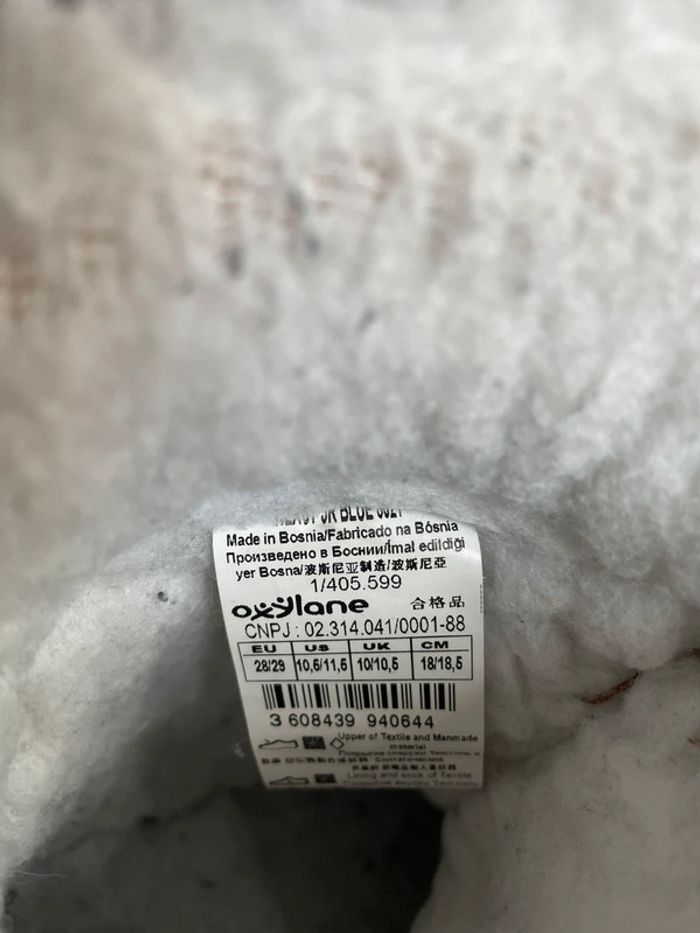 JR BLUE
Made in Bosnia/Fabricado na Bósnia
Произведено в Боснии/İmal edildiği
yer Bosna/波斯尼亚制造/波斯尼亞
1/405.599
oxylane 合格品
CNPJ : 02.314.041/0001-88
EU US UK CM
28/29 10,5/11,5 10/10,5 18/18,5
3 608439 940644
Upper of Textile and Manmade
material
Lining and sock of Textile